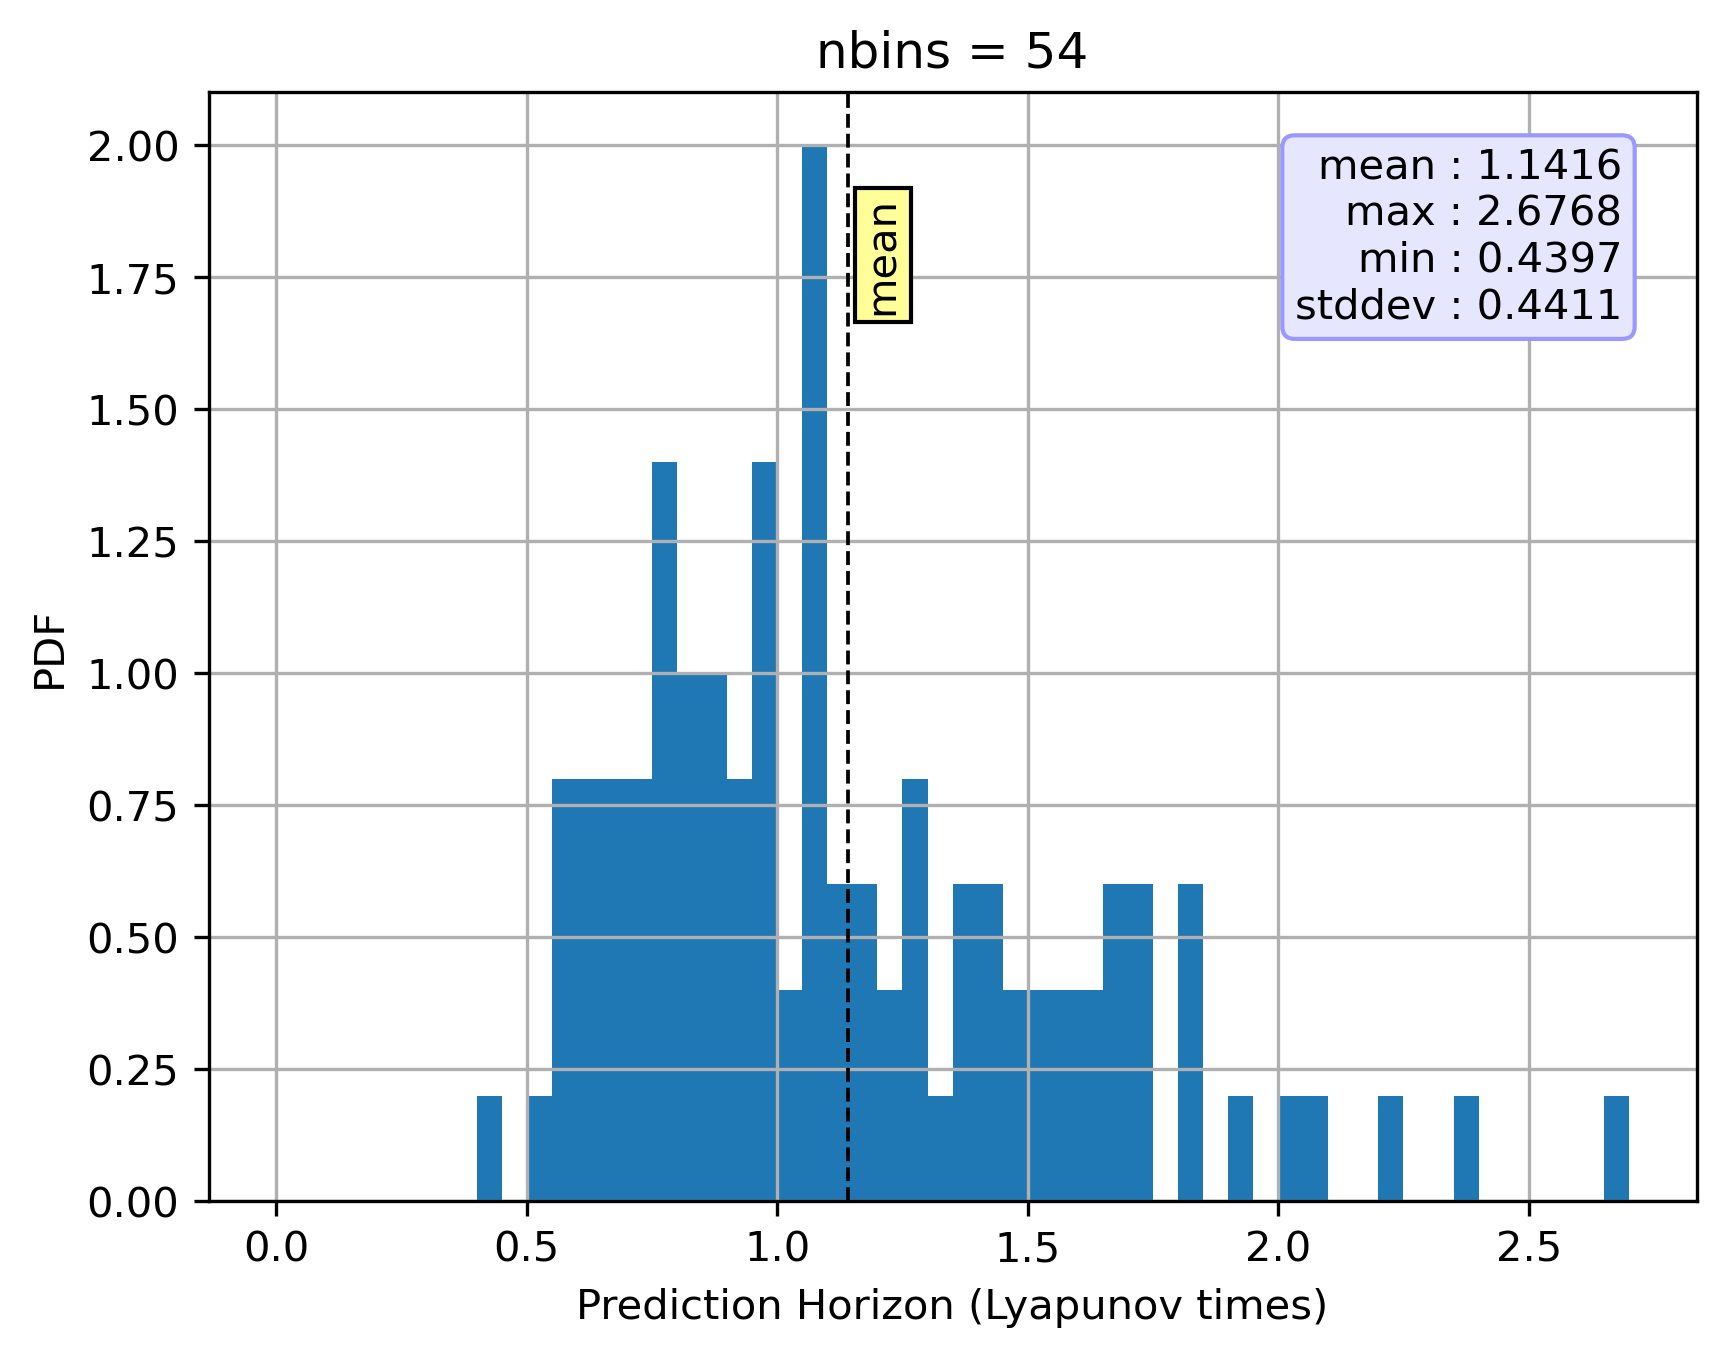 nbins = 54
2.00
1.75
1.50
1.25
1.00
0.75
0.50
0.25
0.00
PDF
mean
mean : 1.1416
max : 2.6768
min : 0.4397
stddev : 0.4411
0.0 0.5 1.0 1.5 2.0 2.5
Prediction Horizon (Lyapunov times)